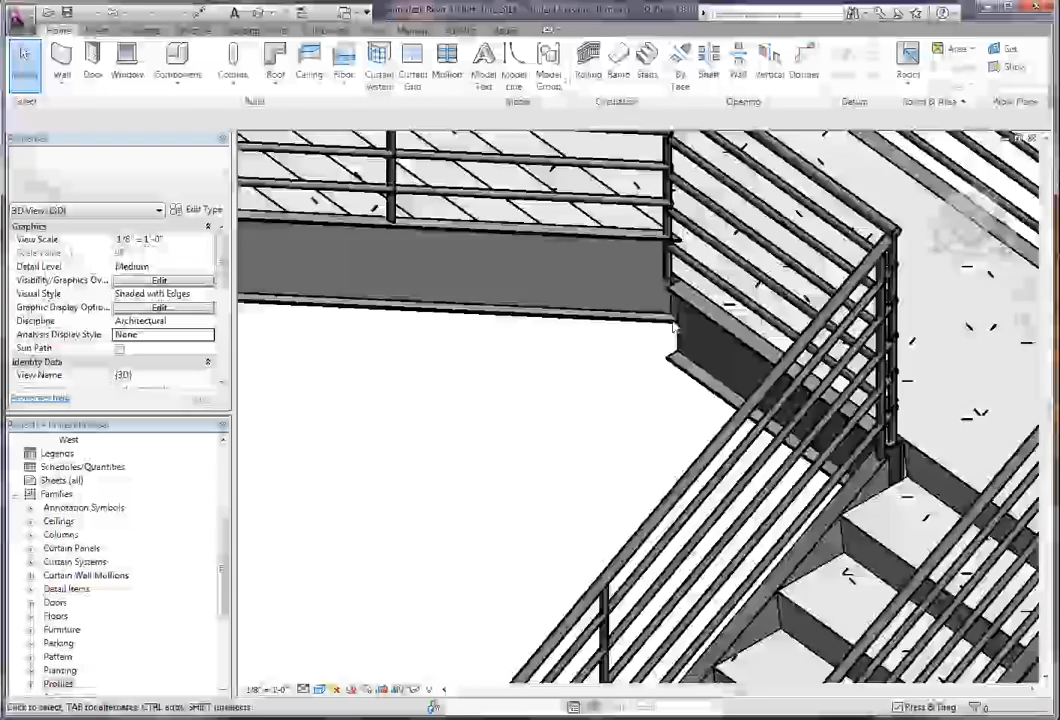 Home
Wall
Door
Window
Component
Column
Roof
Ceiling
Floor
Curtain System
Curtain Grid
Mullion
Model Text
Model Line
Model Group
Railing
Ramp
Stairs
By Face
Shaft
Wall
Vertical
Dormer
Room
Area
Set
Show
Select
Build
Model
Circulation
Opening
Datum
Room & Area
Work Plane
Properties
3D View: {3D}
Edit Type
Graphics
View Scale
1/8" = 1'-0"
Detail Level
Medium
Visibility/Graphics Ov...
Edit
Visual Style
Shaded with Edges
Graphic Display Optio...
Edit...
Discipline
Architectural
Analysis Display Style
None
Sun Path
Identity Data
View Name
{3D}
Properties help
West
Legends
Schedules/Quantities
Sheets (all)
Families
Annotation Symbols
Ceilings
Columns
Curtain Panels
Curtain Systems
Curtain Wall Mullions
Detail Items
Doors
Floors
Furniture
Parking
Pattern
Planting
Profiles
1/8" = 1'-0"
Click to select, TAB for alternates, CTRL adds, SHIFT unselects.
Press & Drag